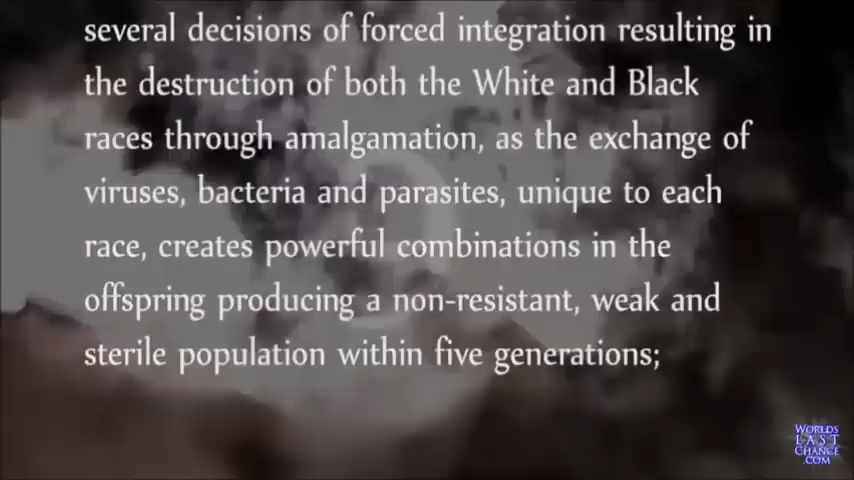 several decisions of forced integration resulting in
the destruction of both the White and Black
races through amalgamation, as the exchange of
viruses, bacteria and parasites, unique to each
race, creates powerful combinations in the
offspring producing a non-resistant, weak and
sterile population within five generations;
WORLDS
LAST
CHANCE
.COM